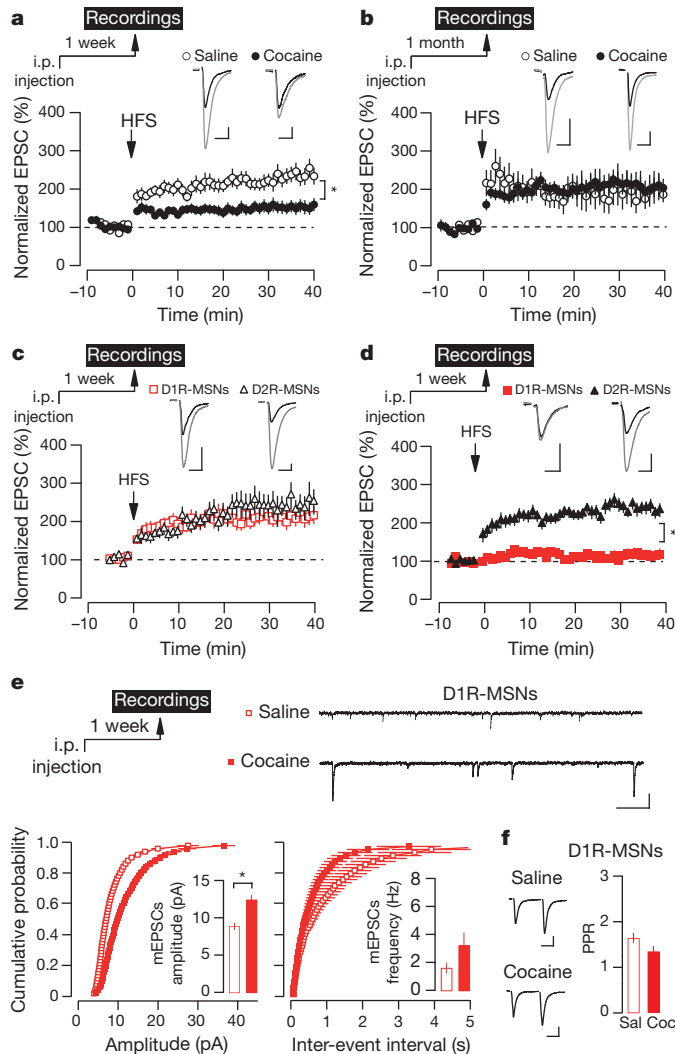 a
Recordings
1 week
i.p.
injection
Saline Cocaine
HFS
Normalized EPSC (%)
400
300
200
100
0
*
−10 0 10 20 30 40
Time (min)
b
Recordings
1 month
i.p.
injection
Saline Cocaine
HFS
Normalized EPSC (%)
400
300
200
100
0
−10 0 10 20 30 40
Time (min)
c
Recordings
1 week
i.p.
injection
D1R-MSNs D2R-MSNs
HFS
Normalized EPSC (%)
400
300
200
100
0
−10 0 10 20 30 40
Time (min)
d
Recordings
1 week
i.p.
injection
D1R-MSNs D2R-MSNs
HFS
Normalized EPSC (%)
400
300
200
100
0
*
−10 0 10 20 30 40
Time (min)
e
Recordings
1 week
i.p.
injection
D1R-MSNs
Saline
Cocaine
Cumulative probability
1.0
0.8
0.6
0.4
0.2
0
0 10 20 30 40
Amplitude (pA)
mEPSCs
amplitude (pA)
15
10
5
0
*
0 1 2 3 4 5
Inter-event interval (s)
mEPSCs
frequency (Hz)
6
4
2
0
f
D1R-MSNs
Saline
Cocaine
PPR
3
2
1
0
Sal Coc